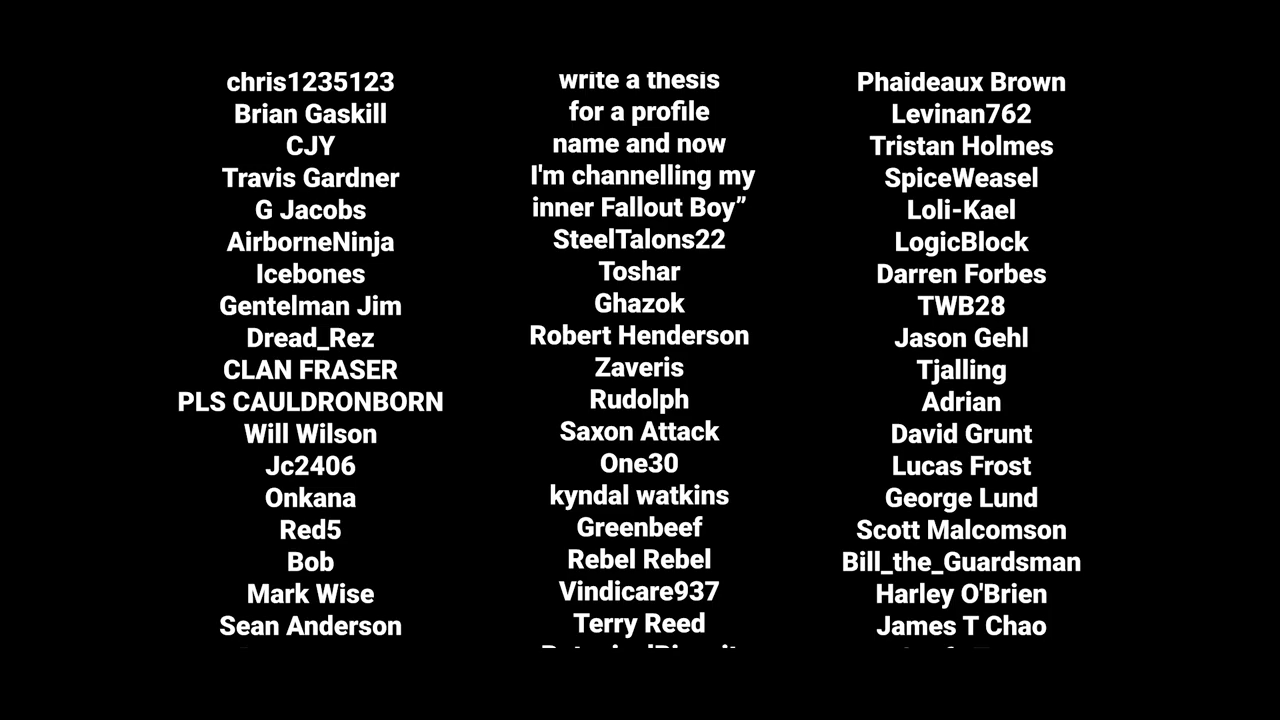 chris1235123
Brian Gaskill
CJY
Travis Gardner
G Jacobs
AirborneNinja
Icebones
Gentelman Jim
Dread_Rez
CLAN FRASER
PLS CAULDRONBORN
Will Wilson
Jc2406
Onkana
Red5
Bob
Mark Wise
Sean Anderson
write a thesis
for a profile
name and now
I'm channelling my
inner Fallout Boy”
SteelTalons22
Toshar
Ghazok
Robert Henderson
Zaveris
Rudolph
Saxon Attack
One30
kyndal watkins
Greenbeef
Rebel Rebel
Vindicare937
Terry Reed
Phaideaux Brown
Levinan762
Tristan Holmes
SpiceWeasel
Loli-Kael
LogicBlock
Darren Forbes
TWB28
Jason Gehl
Tjalling
Adrian
David Grunt
Lucas Frost
George Lund
Scott Malcomson
Bill_the_Guardsman
Harley O'Brien
James T Chao